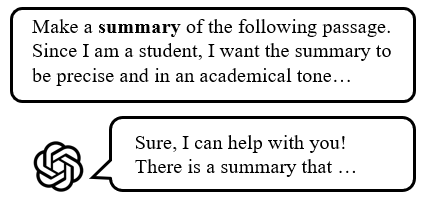 Make a summary of the following passage.
Since I am a student, I want the summary to
be precise and in an academical tone…
Sure, I can help with you!
There is a summary that …